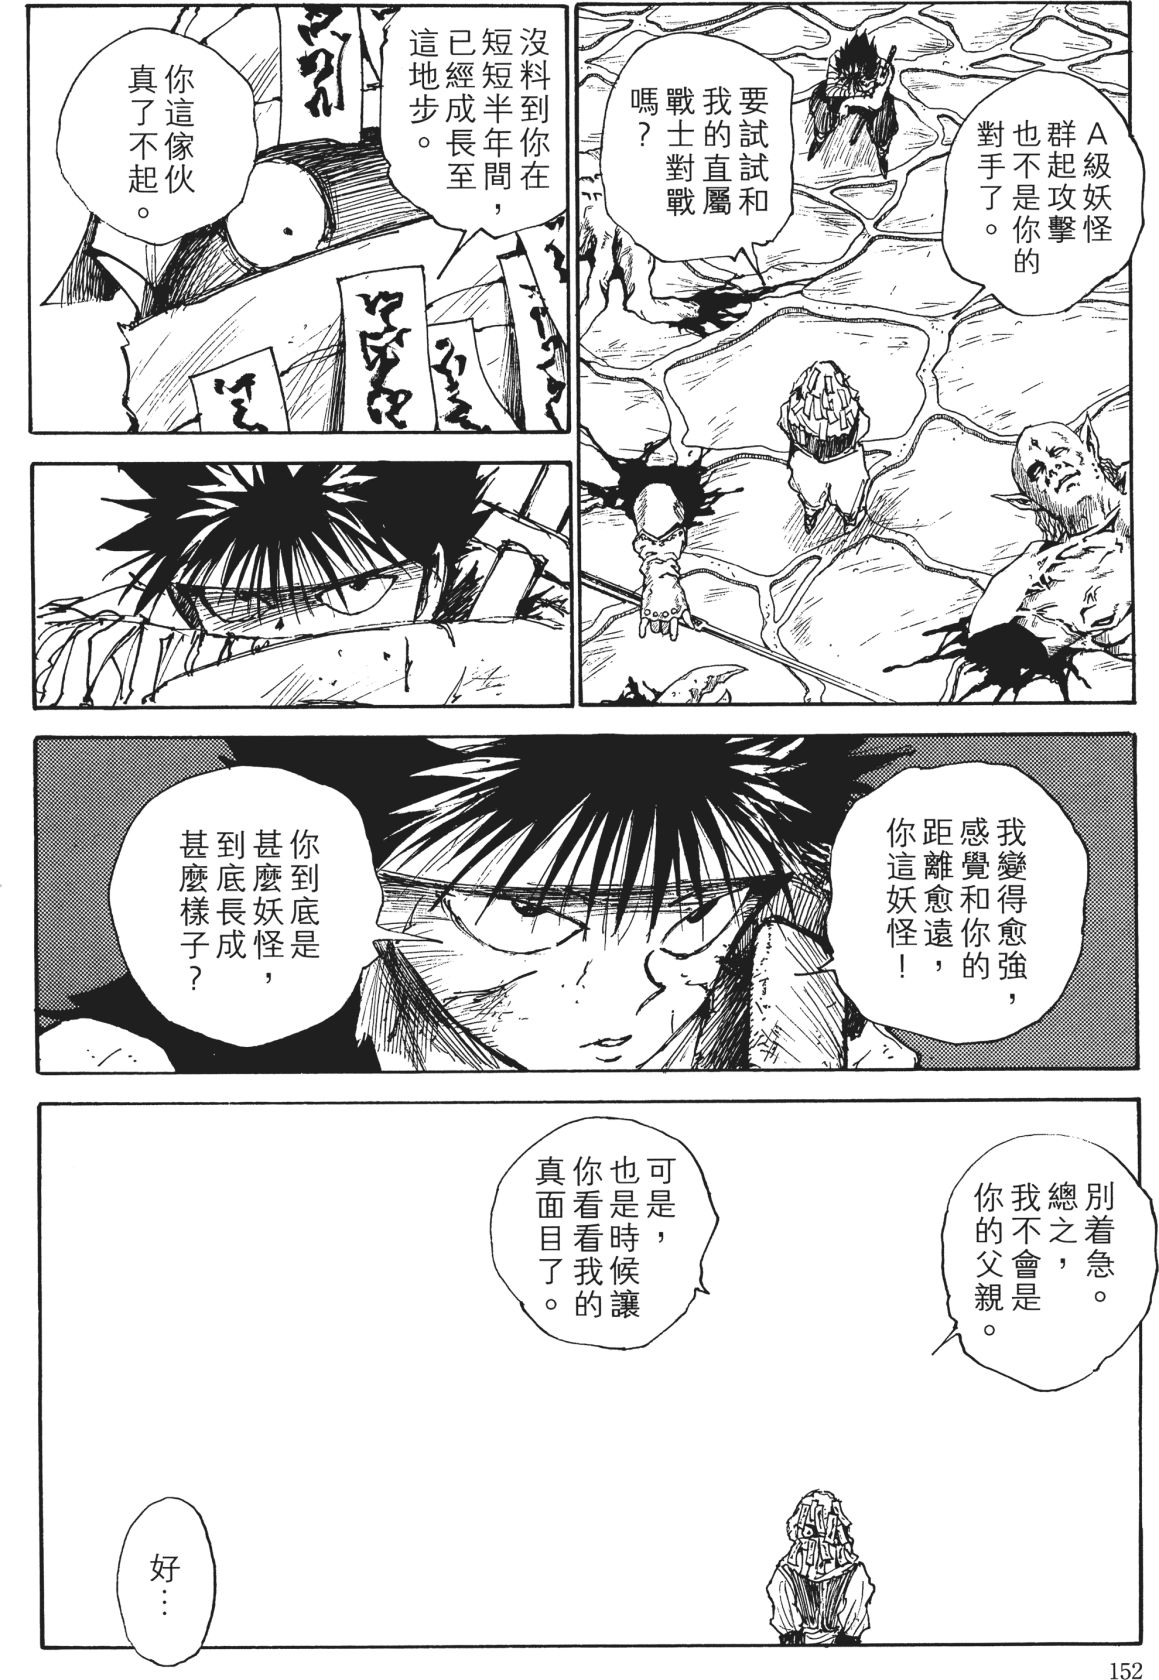 Ａ級妖怪
群起攻擊
也不是你的
對手了。
要試試和
我的直屬
戰士對戰
嗎？
沒料到你在
短短半年間，
已經成長至
這地步。
你這傢伙
真了不起。
我變得愈強，
感覺和你的
距離愈遠，
你這妖怪！
你到底是
甚麼妖怪，
到底長成
甚麼樣子？
別着急。
總之，
我不會是
你的父親。
可是，
也是時候讓
你看看我的
真面目了。
好…
152